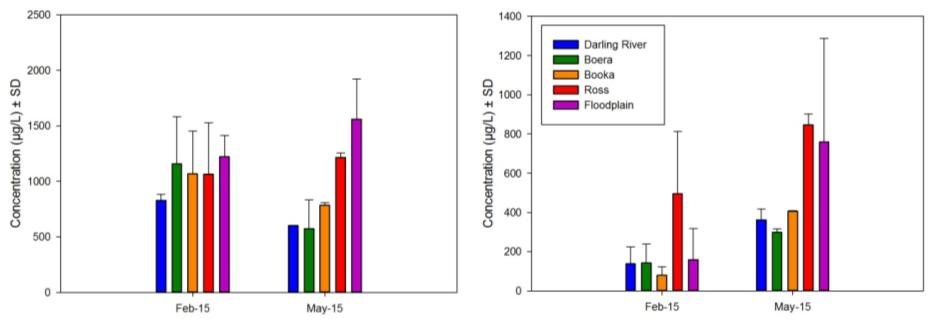 Concentration (µg/L) ± SD
2500
2000
1500
1000
500
0
Feb-15
May-15
Concentration (µg/L) ± SD
1400
1200
1000
800
600
400
200
0
Darling River
Boera
Booka
Ross
Floodplain
Feb-15
May-15